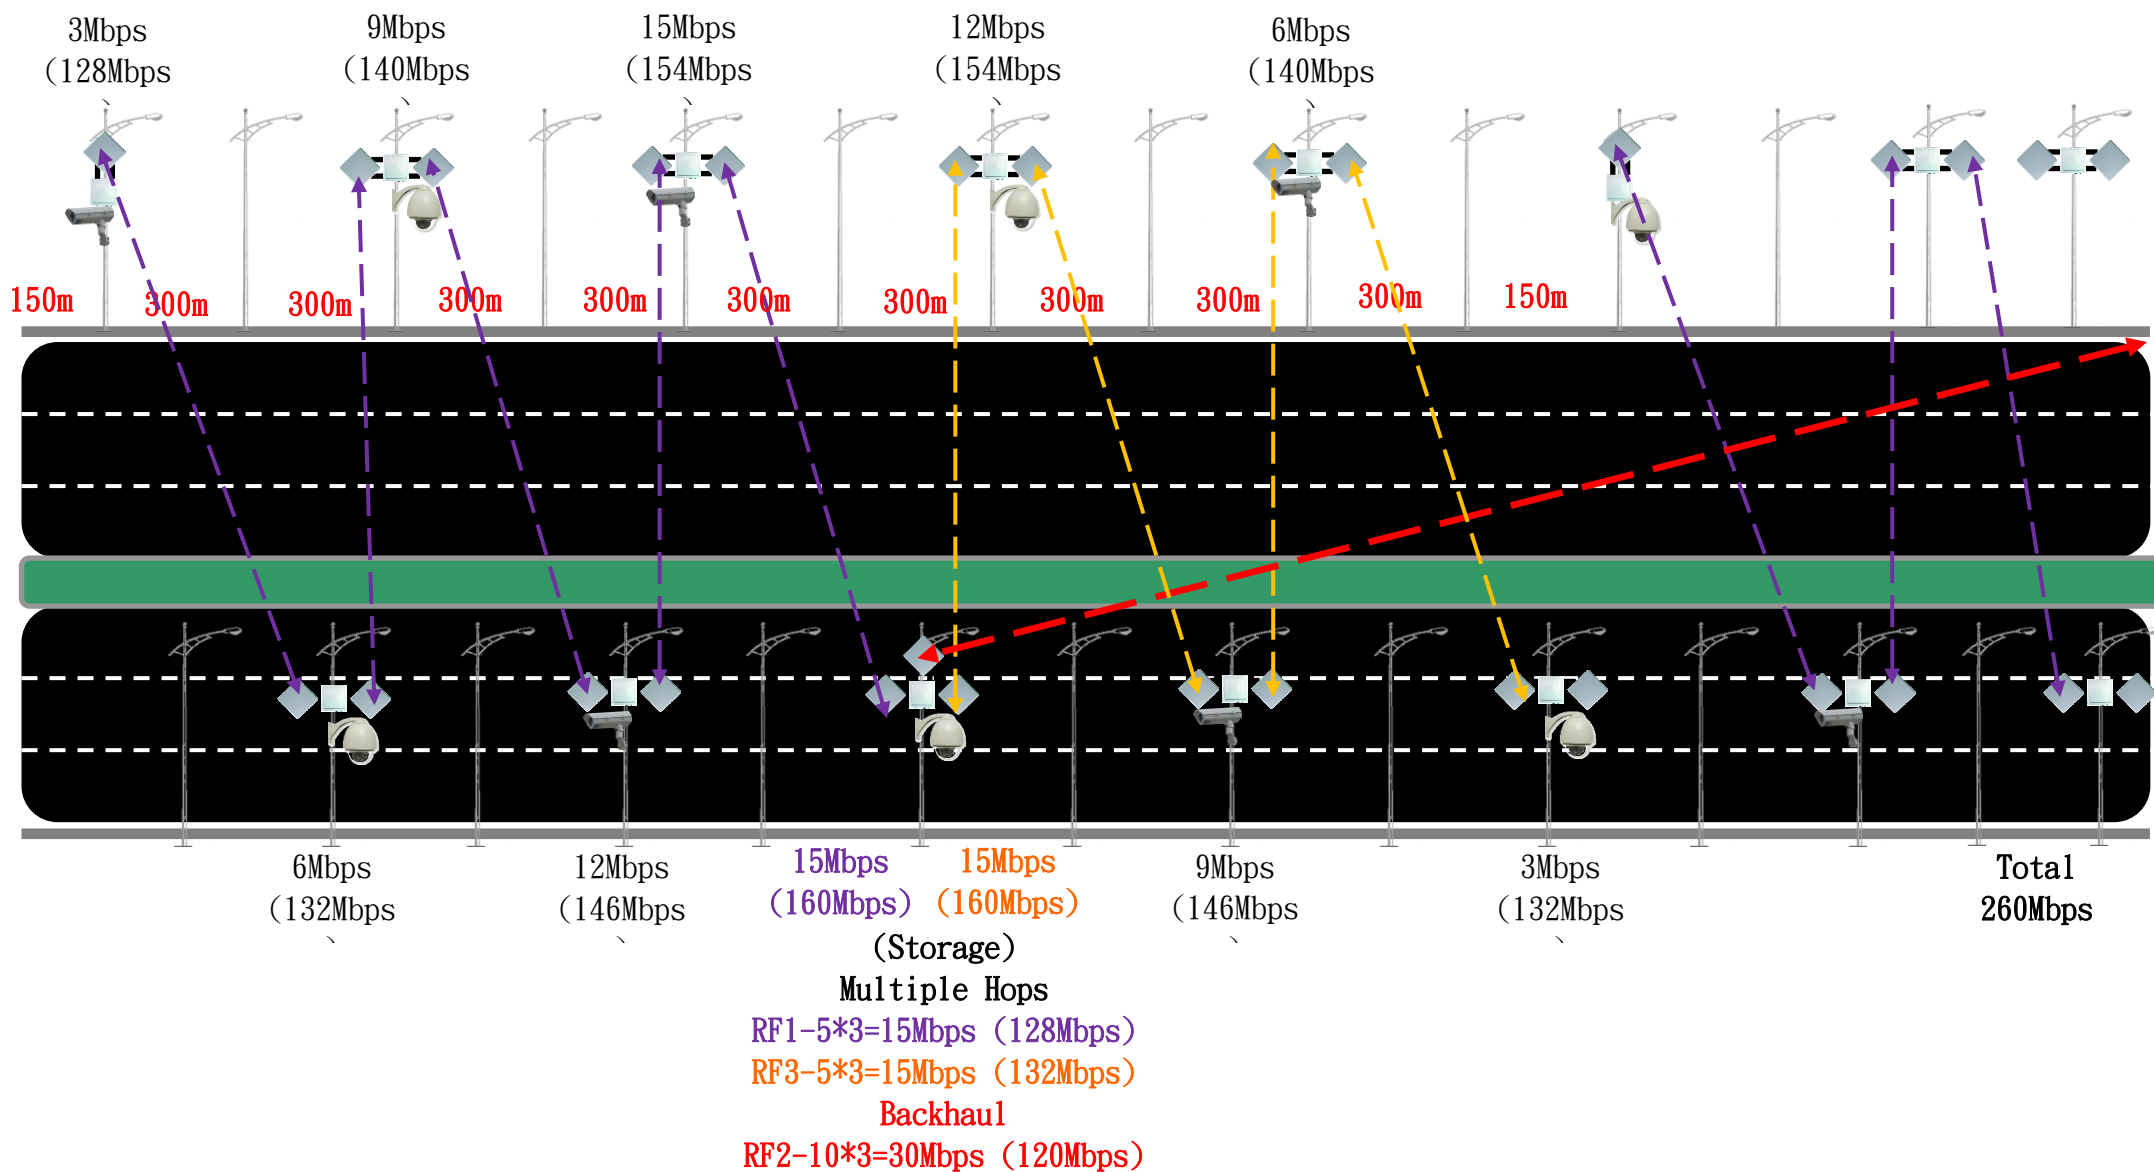 3Mbps
(128Mbps
)
9Mbps
(140Mbps
)
15Mbps
(154Mbps
)
12Mbps
(154Mbps
)
6Mbps
(140Mbps
)
150m
300m
300m
300m
300m
300m
300m
300m
300m
300m
150m
6Mbps
(132Mbps
)
12Mbps
(146Mbps
)
15Mbps
(160Mbps)
15Mbps
(160Mbps)
(Storage)
Multiple Hops
RF1-5*3=15Mbps (128Mbps)
RF3-5*3=15Mbps (132Mbps)
Backhaul
RF2-10*3=30Mbps (120Mbps)
9Mbps
(146Mbps
)
3Mbps
(132Mbps
)
Total
260Mbps